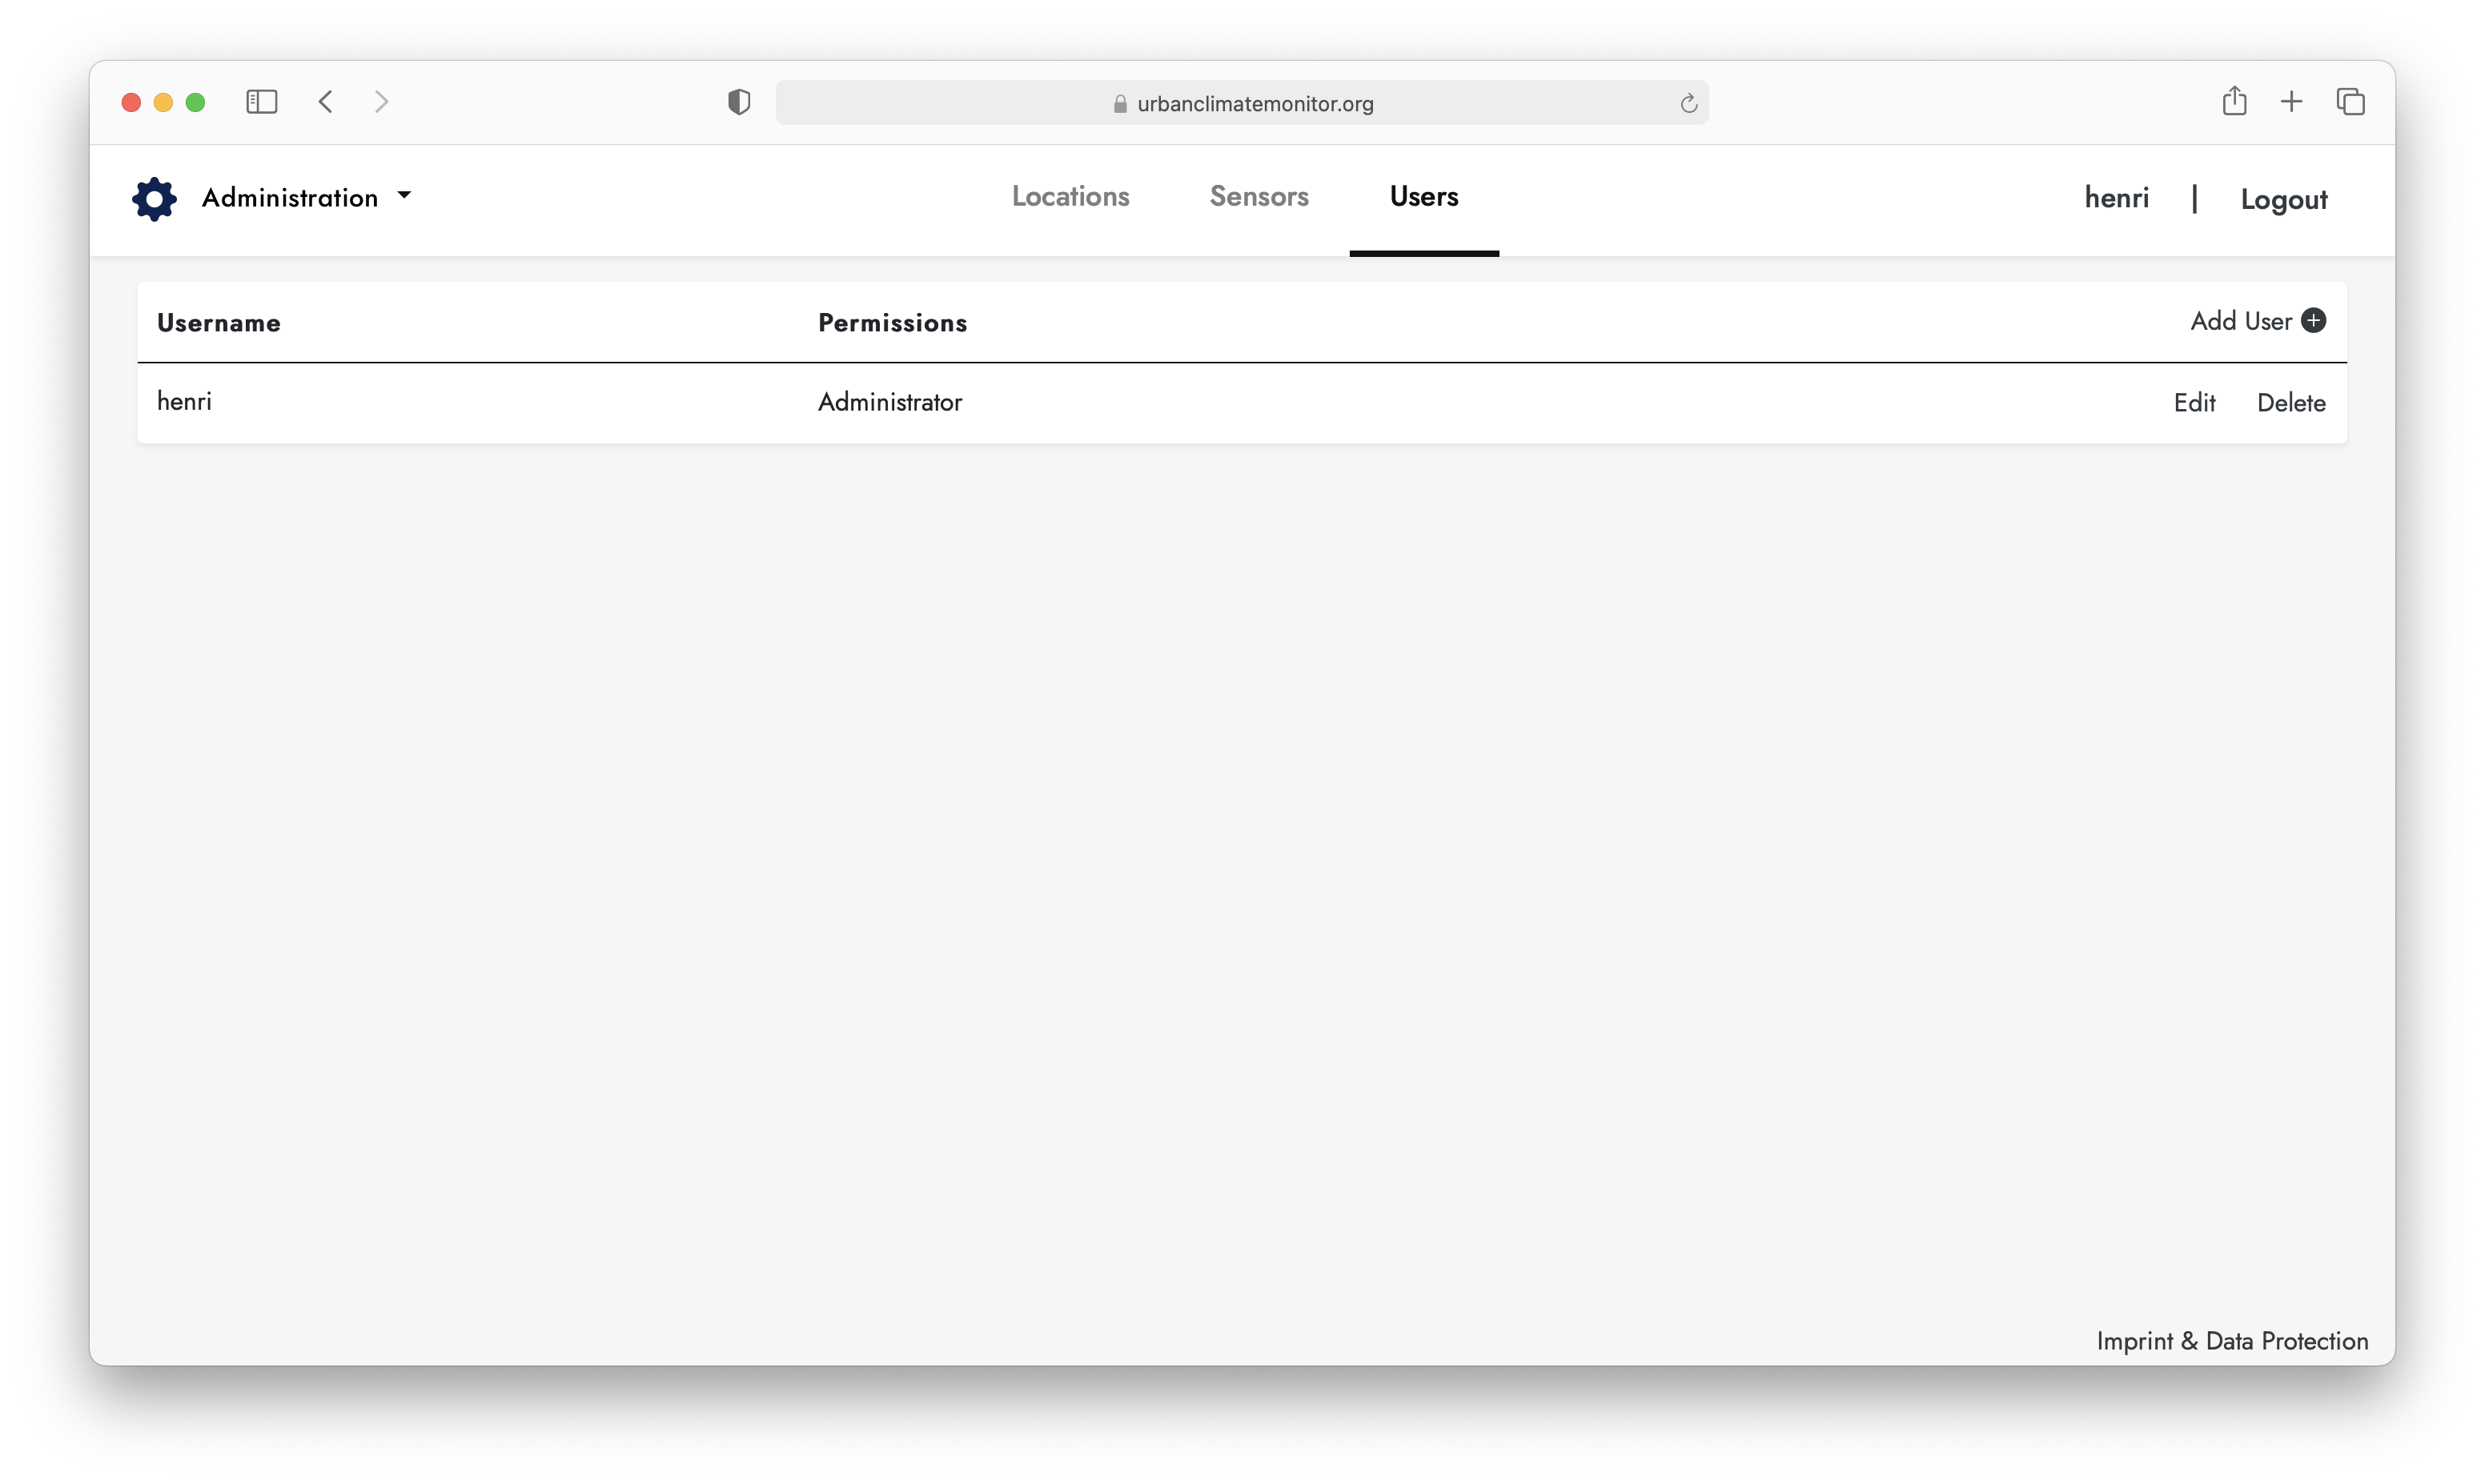 urbanclimatemonitor.org
Administration Locations Sensors Users henri | Logout
Username Permissions Add User
henri Administrator Edit Delete
Imprint & Data Protection